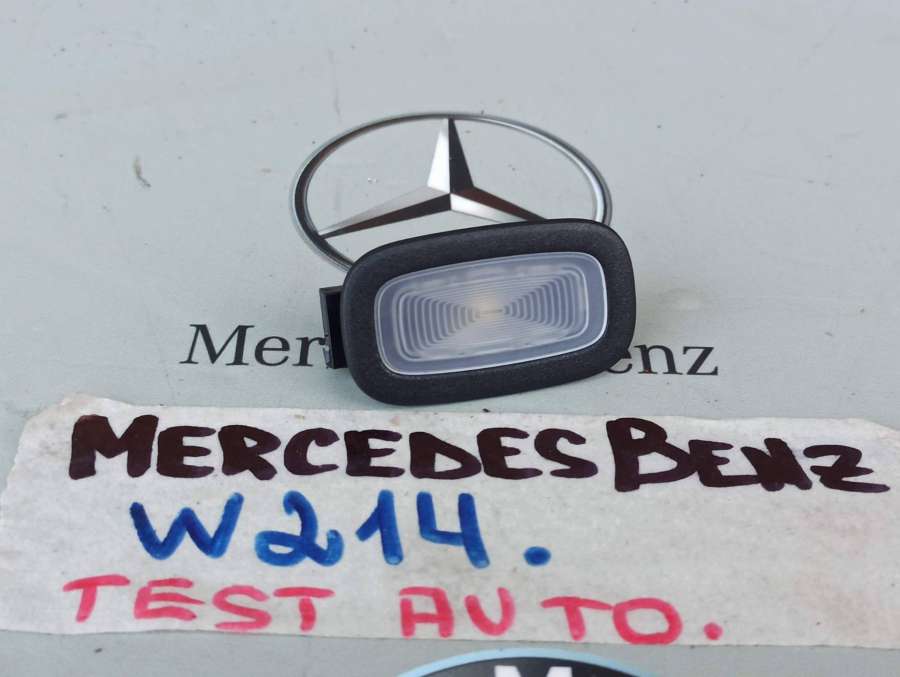 Mer enz
MERCEDES BENZ
W214.
TEST AUTO.
M